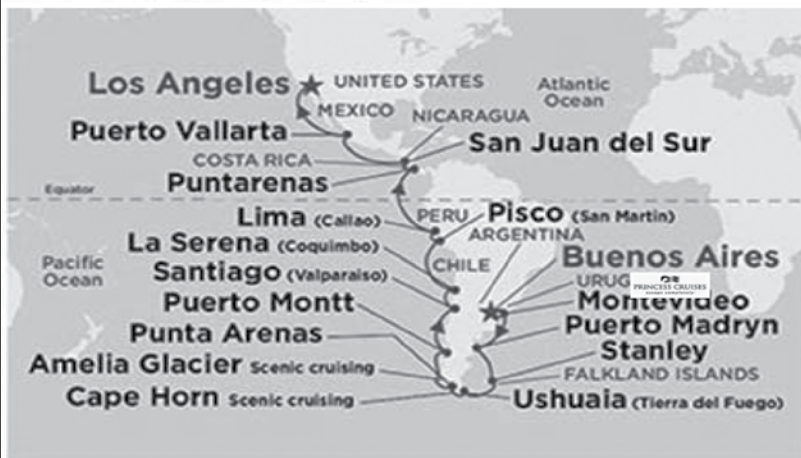 Los Angeles
UNITED STATES
Atlantic
Ocean
MEXICO
NICARAGUA
Puerto Vallarta
San Juan del Sur
COSTA RICA
Puntarenas
Equator
Lima (Callao)
PERU
Pisco (San Martin)
ARGENTINA
La Serena (Coquimbo)
Buenos Aires
CHILE
Pacific
Ocean
Santiago (Valparaiso)
URUG
PRINCESS CRUISES
Montevideo
Puerto Montt
Puerto Madryn
Punta Arenas
Stanley
Amelia Glacier Scenic cruising
FALKLAND ISLANDS
Cape Horn Scenic cruising
Ushuaia (Tierra del Fuego)